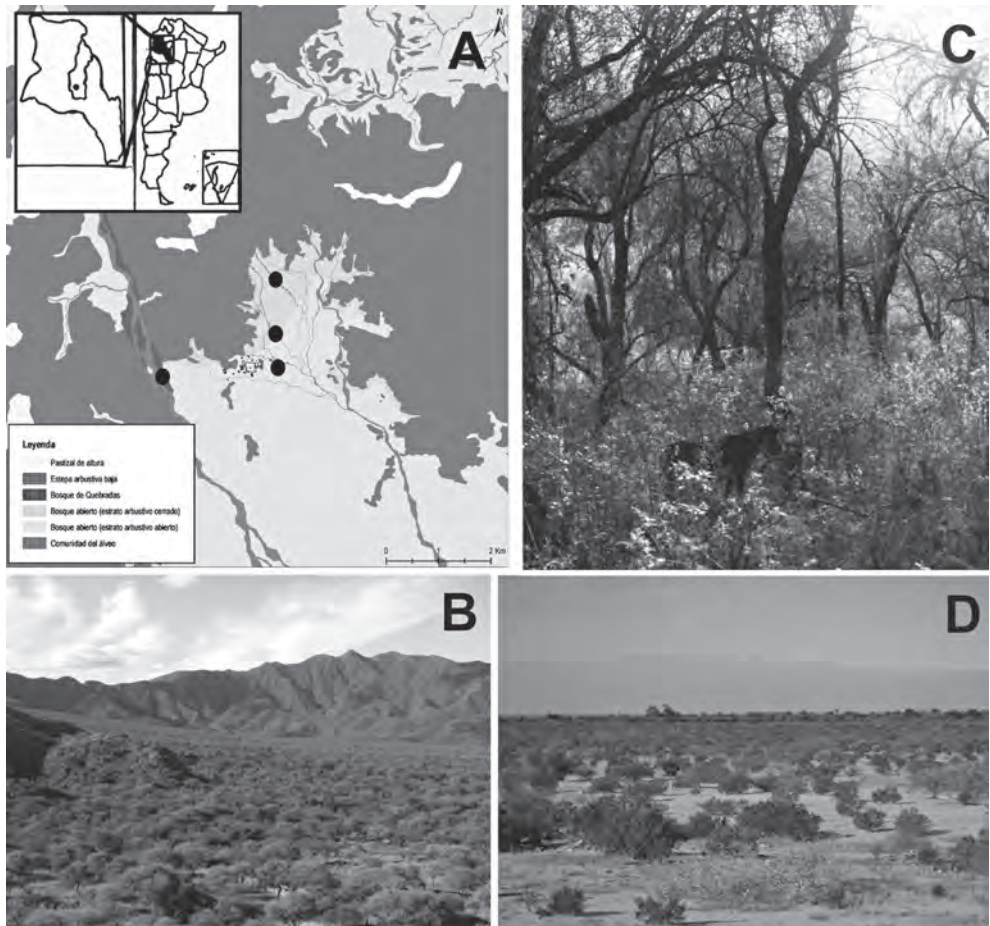 A
N
C
Leyenda
Pastizal de altura
Estepa arbustiva baja
Bosque de Quebradas
Bosque abierto (estrato arbustivo cerrado)
Bosque abierto (estrato arbustivo abierto)
Comunidad del álveo
0 1 2 Km
B
D